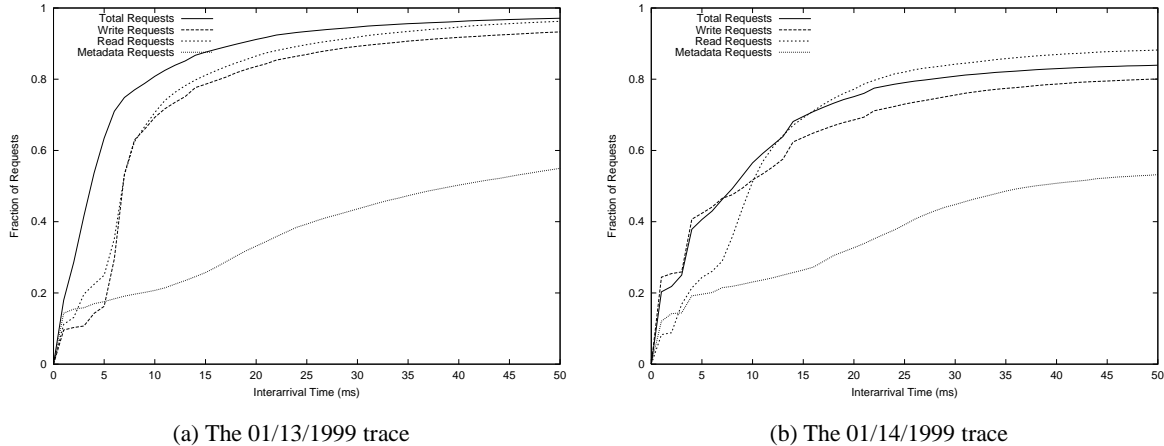 1
0.8
0.6
0.4
0.2
0
Fraction of Requests
Total Requests
Write Requests
Read Requests
Metadata Requests
0 5 10 15 20 25 30 35 40 45 50
Interarrival Time (ms)
(a) The 01/13/1999 trace
1
0.8
0.6
0.4
0.2
0
Fraction of Requests
Total Requests
Write Requests
Read Requests
Metadata Requests
0 5 10 15 20 25 30 35 40 45 50
Interarrival Time (ms)
(b) The 01/14/1999 trace